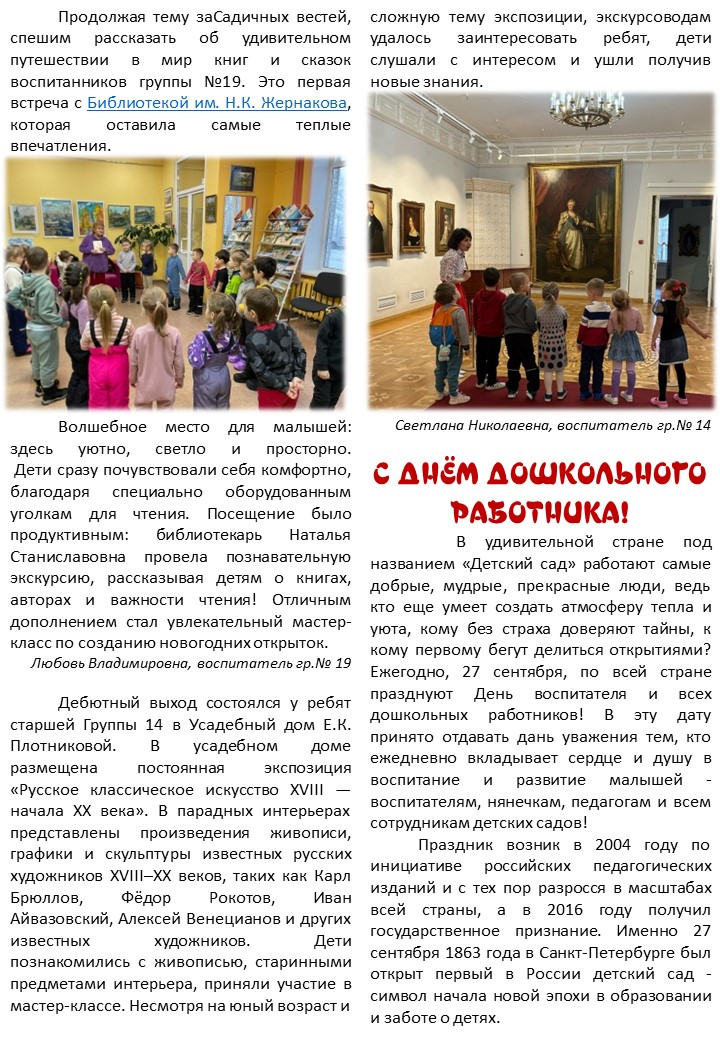 Продолжая тему заСадичных вестей,
спешим рассказать об удивительном
путешествии в мир книг и сказок
воспитанников группы №19. Это первая
встреча с Библиотекой им. Н.К. Жернакова,
которая оставила самые теплые
впечатления.
Волшебное место для малышей:
здесь уютно, светло и просторно.
Дети сразу почувствовали себя комфортно,
благодаря специально оборудованным
уголкам для чтения. Посещение было
продуктивным: библиотекарь Наталья
Станиславовна провела познавательную
экскурсию, рассказывая детям о книгах,
авторах и важности чтения! Отличным
дополнением стал увлекательный мастер-
класс по созданию новогодних открыток.
Любовь Владимировна, воспитатель гр.№ 19
Дебютный выход состоялся у ребят
старшей Группы 14 в Усадебный дом Е.К.
Плотниковой. В усадебном доме
размещена постоянная экспозиция
«Русское классическое искусство XVIII —
начала XX века». В парадных интерьерах
представлены произведения живописи,
графики и скульптуры известных русских
художников XVIII–XX веков, таких как Карл
Брюллов, Фёдор Рокотов, Иван
Айвазовский, Алексей Венецианов и других
известных художников. Дети
познакомились с живописью, старинными
предметами интерьера, приняли участие в
мастер-классе. Несмотря на юный возраст и
сложную тему экспозиции, экскурсоводам
удалось заинтересовать ребят, дети
слушали с интересом и ушли получив
новые знания.
Светлана Николаевна, воспитатель гр.№ 14
С ДНЁМ ДОШКОЛЬНОГО
РАБОТНИКА!
В удивительной стране под
названием «Детский сад» работают самые
добрые, мудрые, прекрасные люди, ведь
кто еще умеет создать атмосферу тепла и
уюта, кому без страха доверяют тайны, к
кому первому бегут делиться открытиями?
Ежегодно, 27 сентября, по всей стране
празднуют День воспитателя и всех
дошкольных работников! В эту дату
принято отдавать дань уважения тем, кто
ежедневно вкладывает сердце и душу в
воспитание и развитие малышей -
воспитателям, нянечкам, педагогам и всем
сотрудникам детских садов!
Праздник возник в 2004 году по
инициативе российских педагогических
изданий и с тех пор разросся в масштабах
всей страны, а в 2016 году получил
государственное признание. Именно 27
сентября 1863 года в Санкт-Петербурге был
открыт первый в России детский сад -
символ начала новой эпохи в образовании
и заботе о детях.